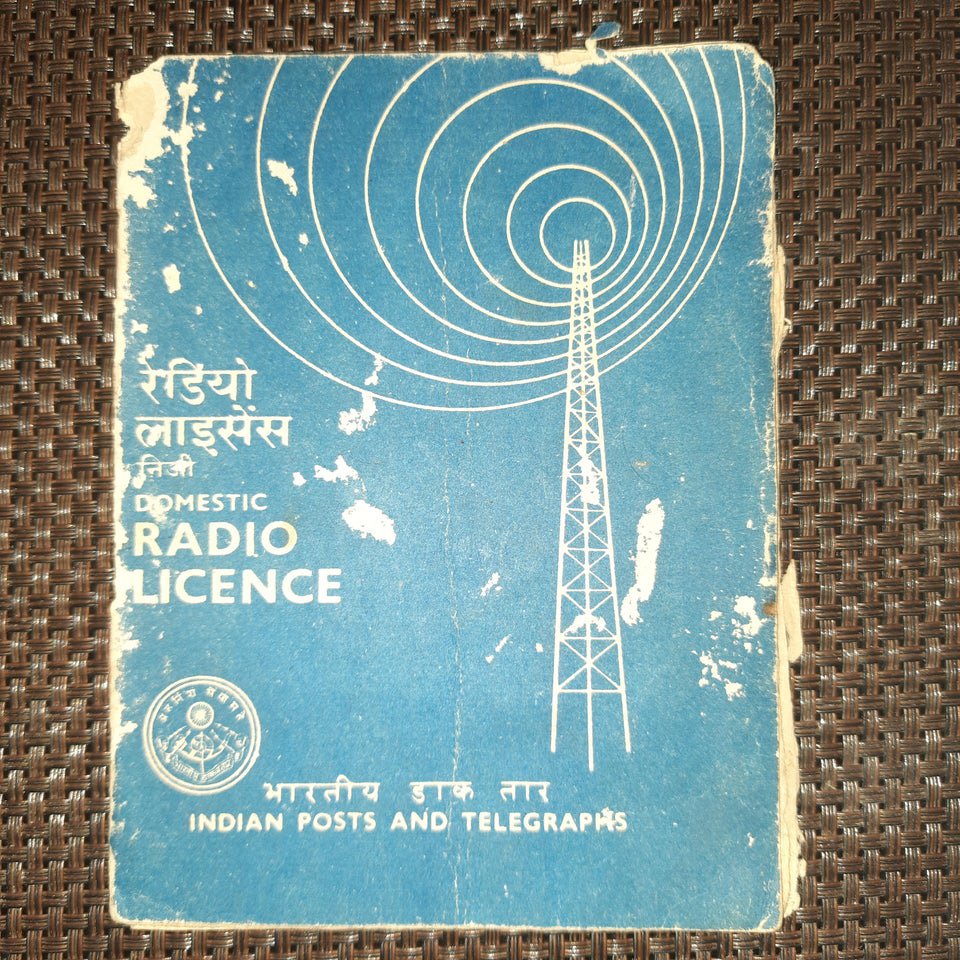 रेडियो
लाइसेंस
निजी
DOMESTIC
RADIO
LICENCE
भारतीय डाक तार
INDIAN POSTS AND TELEGRAPHS